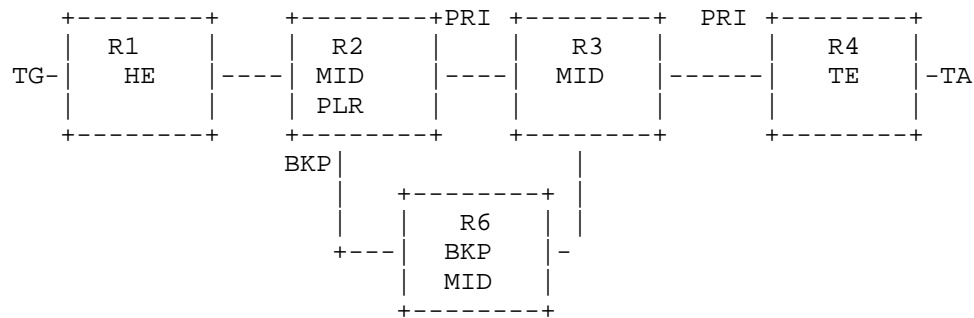 PRI PRI
R1 R2 R3 R4
TG HE MID MID TE TA
PLR
BKP
R6
BKP
MID